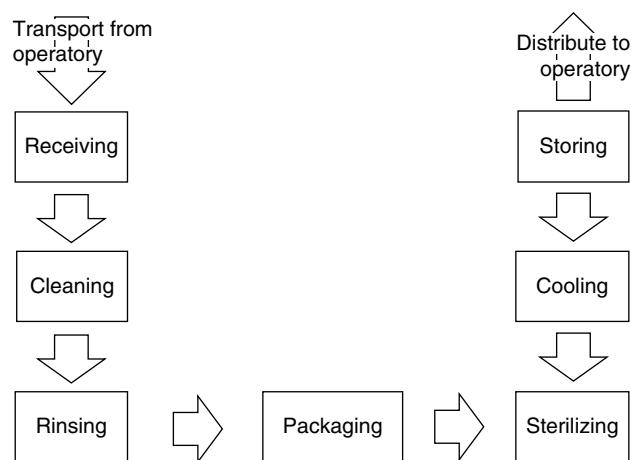 Transport from
operatory
Distribute to
operatory
Receiving
Storing
Cleaning
Cooling
Rinsing
Packaging
Sterilizing